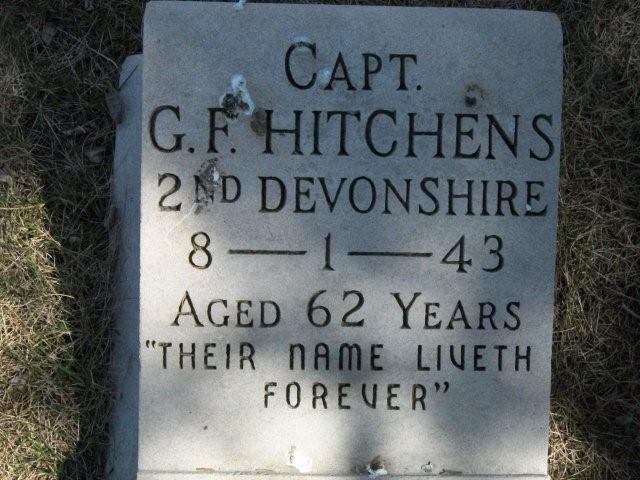 CAPT.
G.F. HITCHENS
2ND DEVONSHIRE
8 — 1 — 43
AGED 62 YEARS
"THEIR NAME LIVETH
FOREVER"